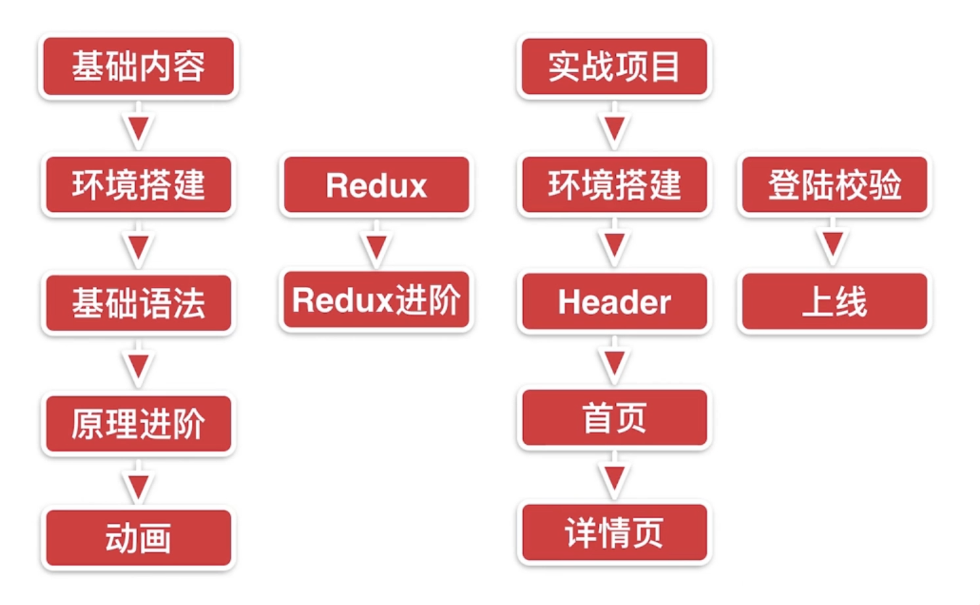 基础内容
环境搭建
基础语法
原理进阶
动画
Redux
Redux进阶
实战项目
环境搭建
Header
首页
详情页
登陆校验
上线